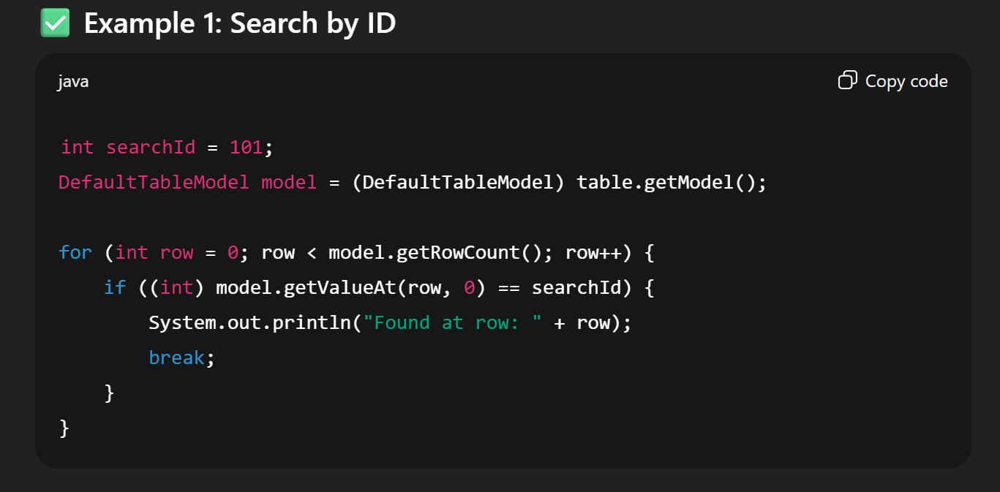 ✅ Example 1: Search by ID
java
Copy code
int searchId = 101;
DefaultTableModel model = (DefaultTableModel) table.getModel();
for (int row = 0; row < model.getRowCount(); row++) {
    if ((int) model.getValueAt(row, 0) == searchId) {
        System.out.println("Found at row: " + row);
        break;
    }
}